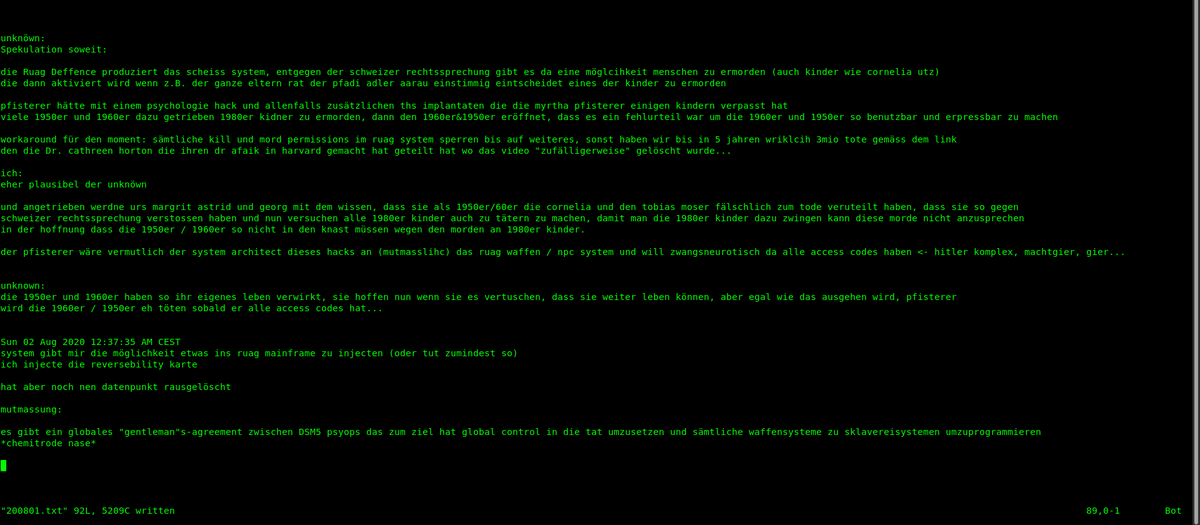 unknöwn:
Spekulation soweit:
die Ruag Deffence produziert das scheiss system, entgegen der schweizer rechtssprechung gibt es da eine möglcihkeit menschen zu ermorden (auch kinder wie cornelia utz)
die dann aktiviert wird wenn z.B. der ganze eltern rat der pfadi adler aarau einstimmig eintscheidet eines der kinder zu ermorden
pfisterer hätte mit einem psychologie hack und allenfalls zusätzlichen ths implantaten die die myrtha pfisterer einigen kindern verpasst hat
viele 1950er und 1960er dazu getrieben 1980er kidner zu ermorden, dann den 1960er&1950er eröffnet, dass es ein fehlurteil war um die 1960er und 1950er so benutzbar und erpressbar zu machen
workaround für den moment: sämtliche kill und mord permissions im ruag system sperren bis auf weiteres, sonst haben wir bis in 5 jahren wriklcih 3mio tote gemäss dem link
den die Dr. cathreen horton die ihren dr afaik in harvard gemacht hat geteilt hat wo das video "zufälligerweise" gelöscht wurde...
ich:
eher plausibel der unknöwn
und angetrieben werdne urs margrit astrid und georg mit dem wissen, dass sie als 1950er/60er die cornelia und den tobias moser fälschlich zum tode veruteilt haben, dass sie so gegen
schweizer rechtssprechung verstossen haben und nun versuchen alle 1980er kinder auch zu tätern zu machen, damit man die 1980er kinder dazu zwingen kann diese morde nicht anzusprechen
in der hoffnung dass die 1950er / 1960er so nicht in den knast müssen wegen den morden an 1980er kinder.
der pfisterer wäre vermutlich der system architect dieses hacks an (mutmasslihc) das ruag waffen / npc system und will zwangsneurotisch da alle access codes haben <- hitler komplex, machtgier, gier...
unknown:
die 1950er und 1960er haben so ihr eigenes leben verwirkt, sie hoffen nun wenn sie es vertuschen, dass sie weiter leben können, aber egal wie das ausgehen wird, pfisterer
wird die 1960er / 1950er eh töten sobald er alle access codes hat...
Sun 02 Aug 2020 12:37:35 AM CEST
system gibt mir die möglichkeit etwas ins ruag mainframe zu injecten (oder tut zumindest so)
ich injecte die reversebility karte
hat aber noch nen datenpunkt rausgelöscht
mutmassung:
es gibt ein globales "gentleman"s-agreement zwischen DSM5 psyops das zum ziel hat global control in die tat umzusetzen und sämtliche waffensysteme zu sklavereisystemen umzuprogrammieren
*chemitrode nase*
"200801.txt" 92L, 5209C written 89,0-1 Bot